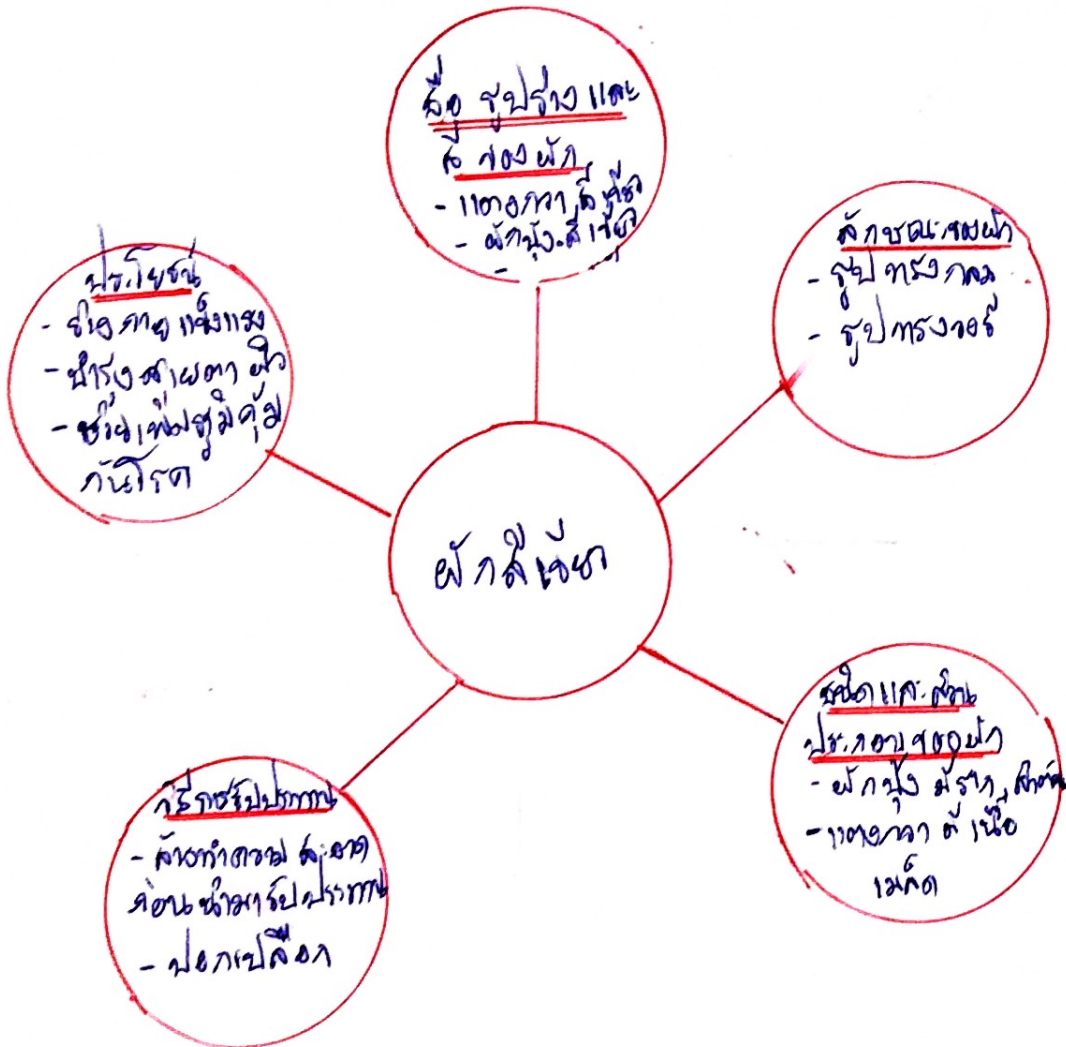 ชื่อ รูปร่าง และ
สี ของผัก
- แตงกวา สีเขียว
- ผักบุ้ง สีเขียว
ลักษณะของผัก
- รูปทรงกลม
- รูปทรงวงรี
ประโยชน์
- ร่างกายแข็งแรง
- บำรุงสายตา ผิว
- ช่วยเพิ่มภูมิคุ้ม
กันโรค
ผักสีเขียว
ชนิดและส่วน
ประกอบของผัก
- ผักบุ้ง มีราก, ลำต้น
- แตงกวา มี เนื้อ
เมล็ด
วิธีการรับประทาน
- ล้างทำความสะอาด
ก่อนนำมารับประทาน
- ปอกเปลือก